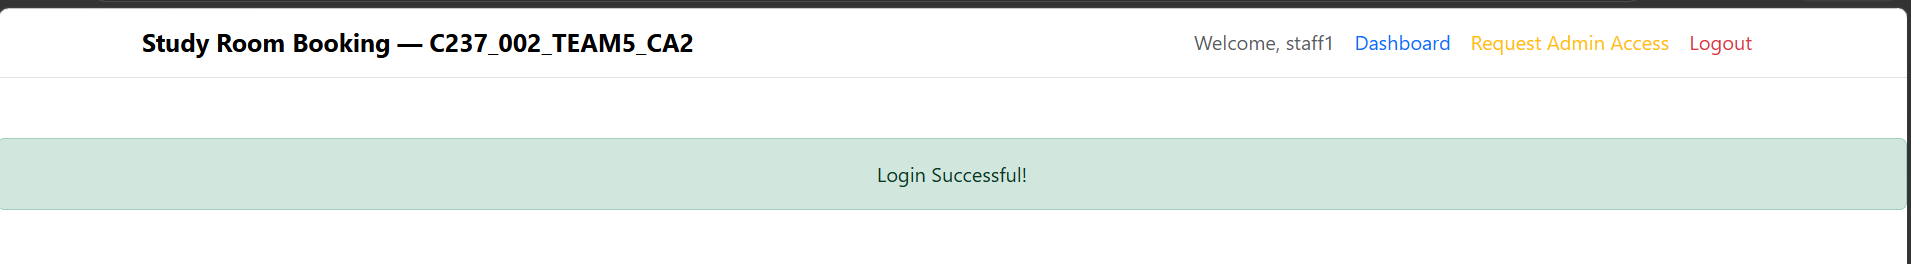 Study Room Booking — C237_002_TEAM5_CA2 Welcome, staff1 Dashboard Request Admin Access Logout
Login Successful!